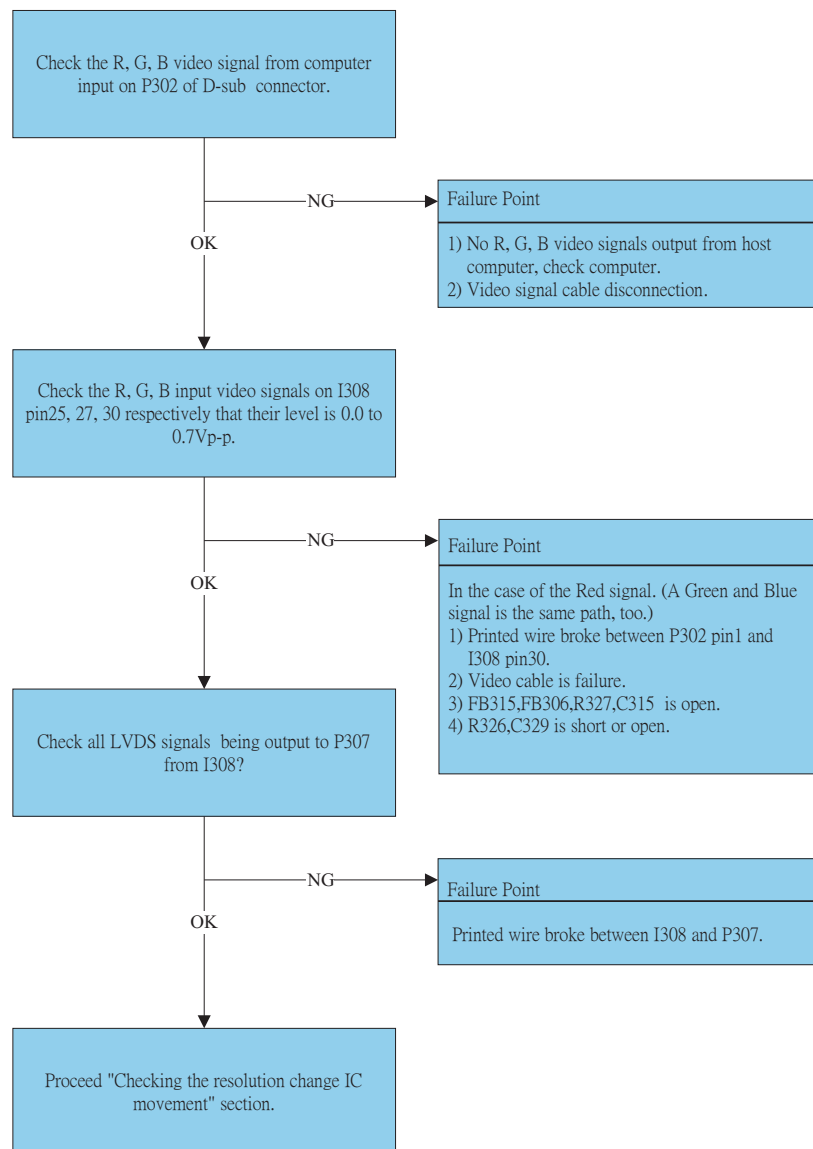 Check the R, G, B video signal from computer
input on P302 of D-sub connector.
NG
Failure Point
1) No R, G, B video signals output from host
computer, check computer.
2) Video signal cable disconnection.
OK
Check the R, G, B input video signals on I308
pin25, 27, 30 respectively that their level is 0.0 to
0.7Vp-p.
NG
Failure Point
In the case of the Red signal. (A Green and Blue
signal is the same path, too.)
1) Printed wire broke between P302 pin1 and
I308 pin30.
2) Video cable is failure.
3) FB315,FB306,R327,C315 is open.
4) R326,C329 is short or open.
OK
Check all LVDS signals being output to P307
from I308?
NG
Failure Point
Printed wire broke between I308 and P307.
OK
Proceed "Checking the resolution change IC
movement" section.